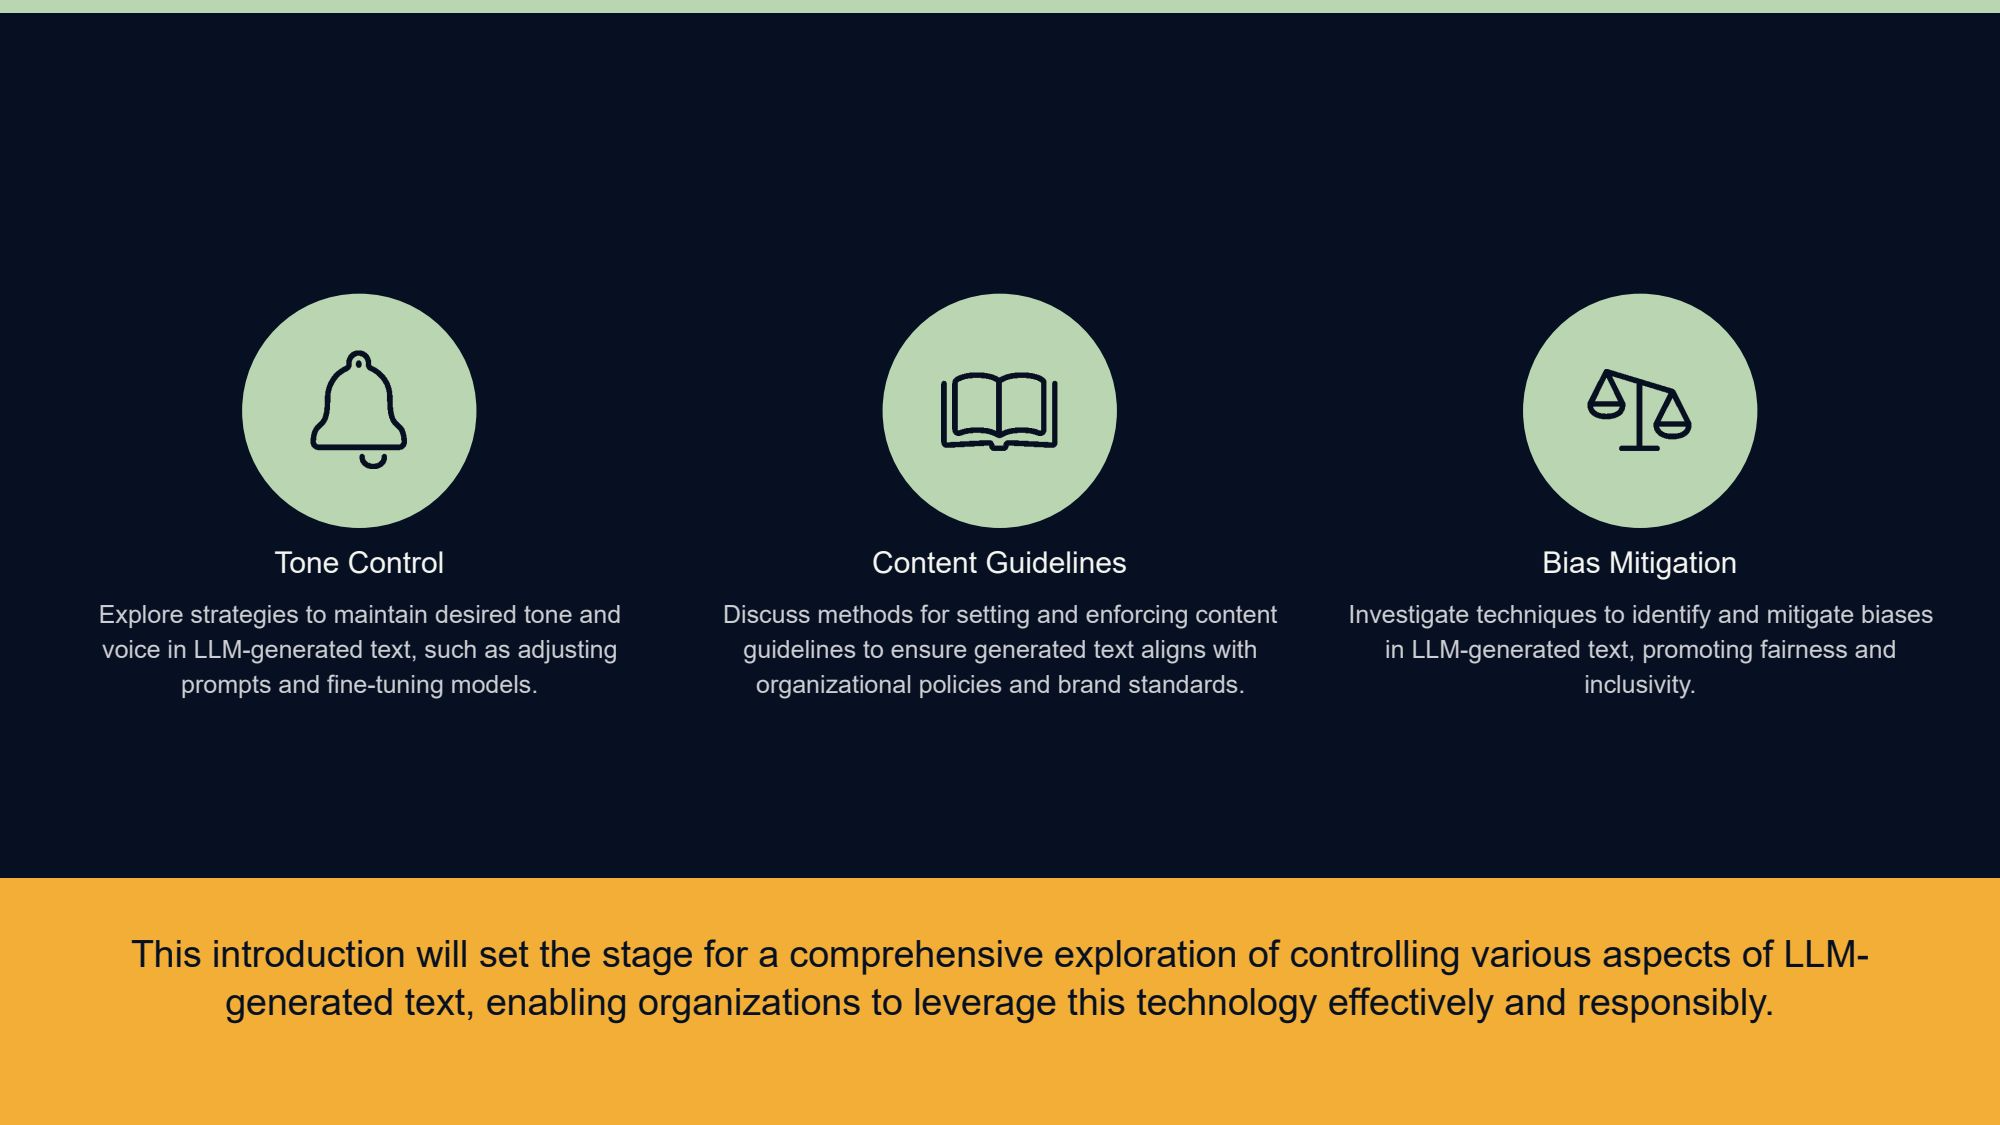 Tone Control
Explore strategies to maintain desired tone and
voice in LLM-generated text, such as adjusting
prompts and fine-tuning models.
Content Guidelines
Discuss methods for setting and enforcing content
guidelines to ensure generated text aligns with
organizational policies and brand standards.
Bias Mitigation
Investigate techniques to identify and mitigate biases
in LLM-generated text, promoting fairness and
inclusivity.
This introduction will set the stage for a comprehensive exploration of controlling various aspects of LLM-
generated text, enabling organizations to leverage this technology effectively and responsibly.